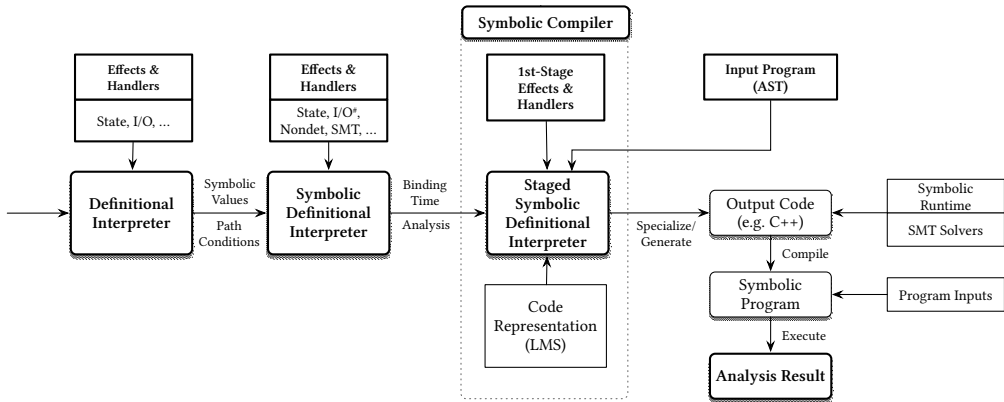 Symbolic Compiler
Effects &
Handlers
State, I/O, ...
Effects &
Handlers
State, I/O#,
Nondet, SMT, ...
1st-Stage
Effects &
Handlers
Input Program
(AST)
Definitional
Interpreter
Symbolic
Values
Path
Conditions
Symbolic
Definitional
Interpreter
Binding
Time
Analysis
Staged
Symbolic
Definitional
Interpreter
Specialize/
Generate
Output Code
(e.g. C++)
Symbolic
Runtime
SMT Solvers
Compile
Code
Representation
(LMS)
Symbolic
Program
Program Inputs
Execute
Analysis Result